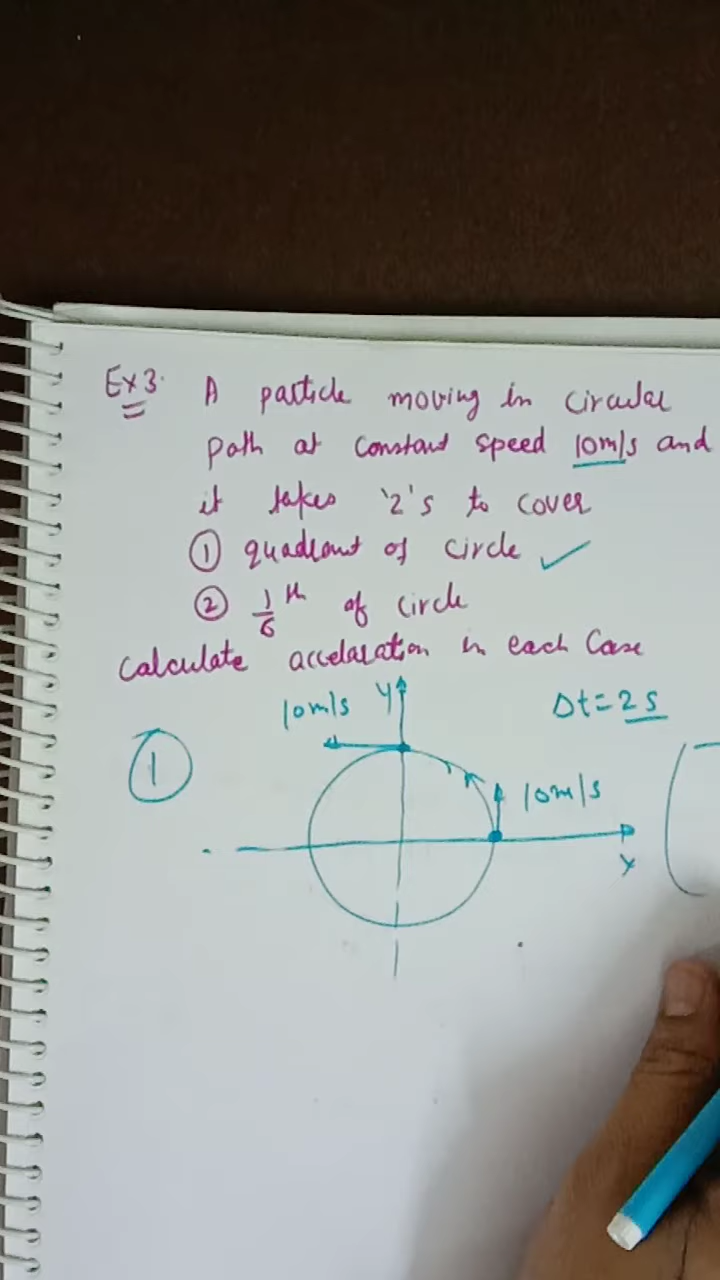 Ex3. A particle moving in circular
path at constant speed 10m/s and
it takes '2's to cover
① quadrant of circle ✓
② 1/6 th of circle
calculate accelaration in each Case
10m/s Y Δt = 2s
①
10m/s